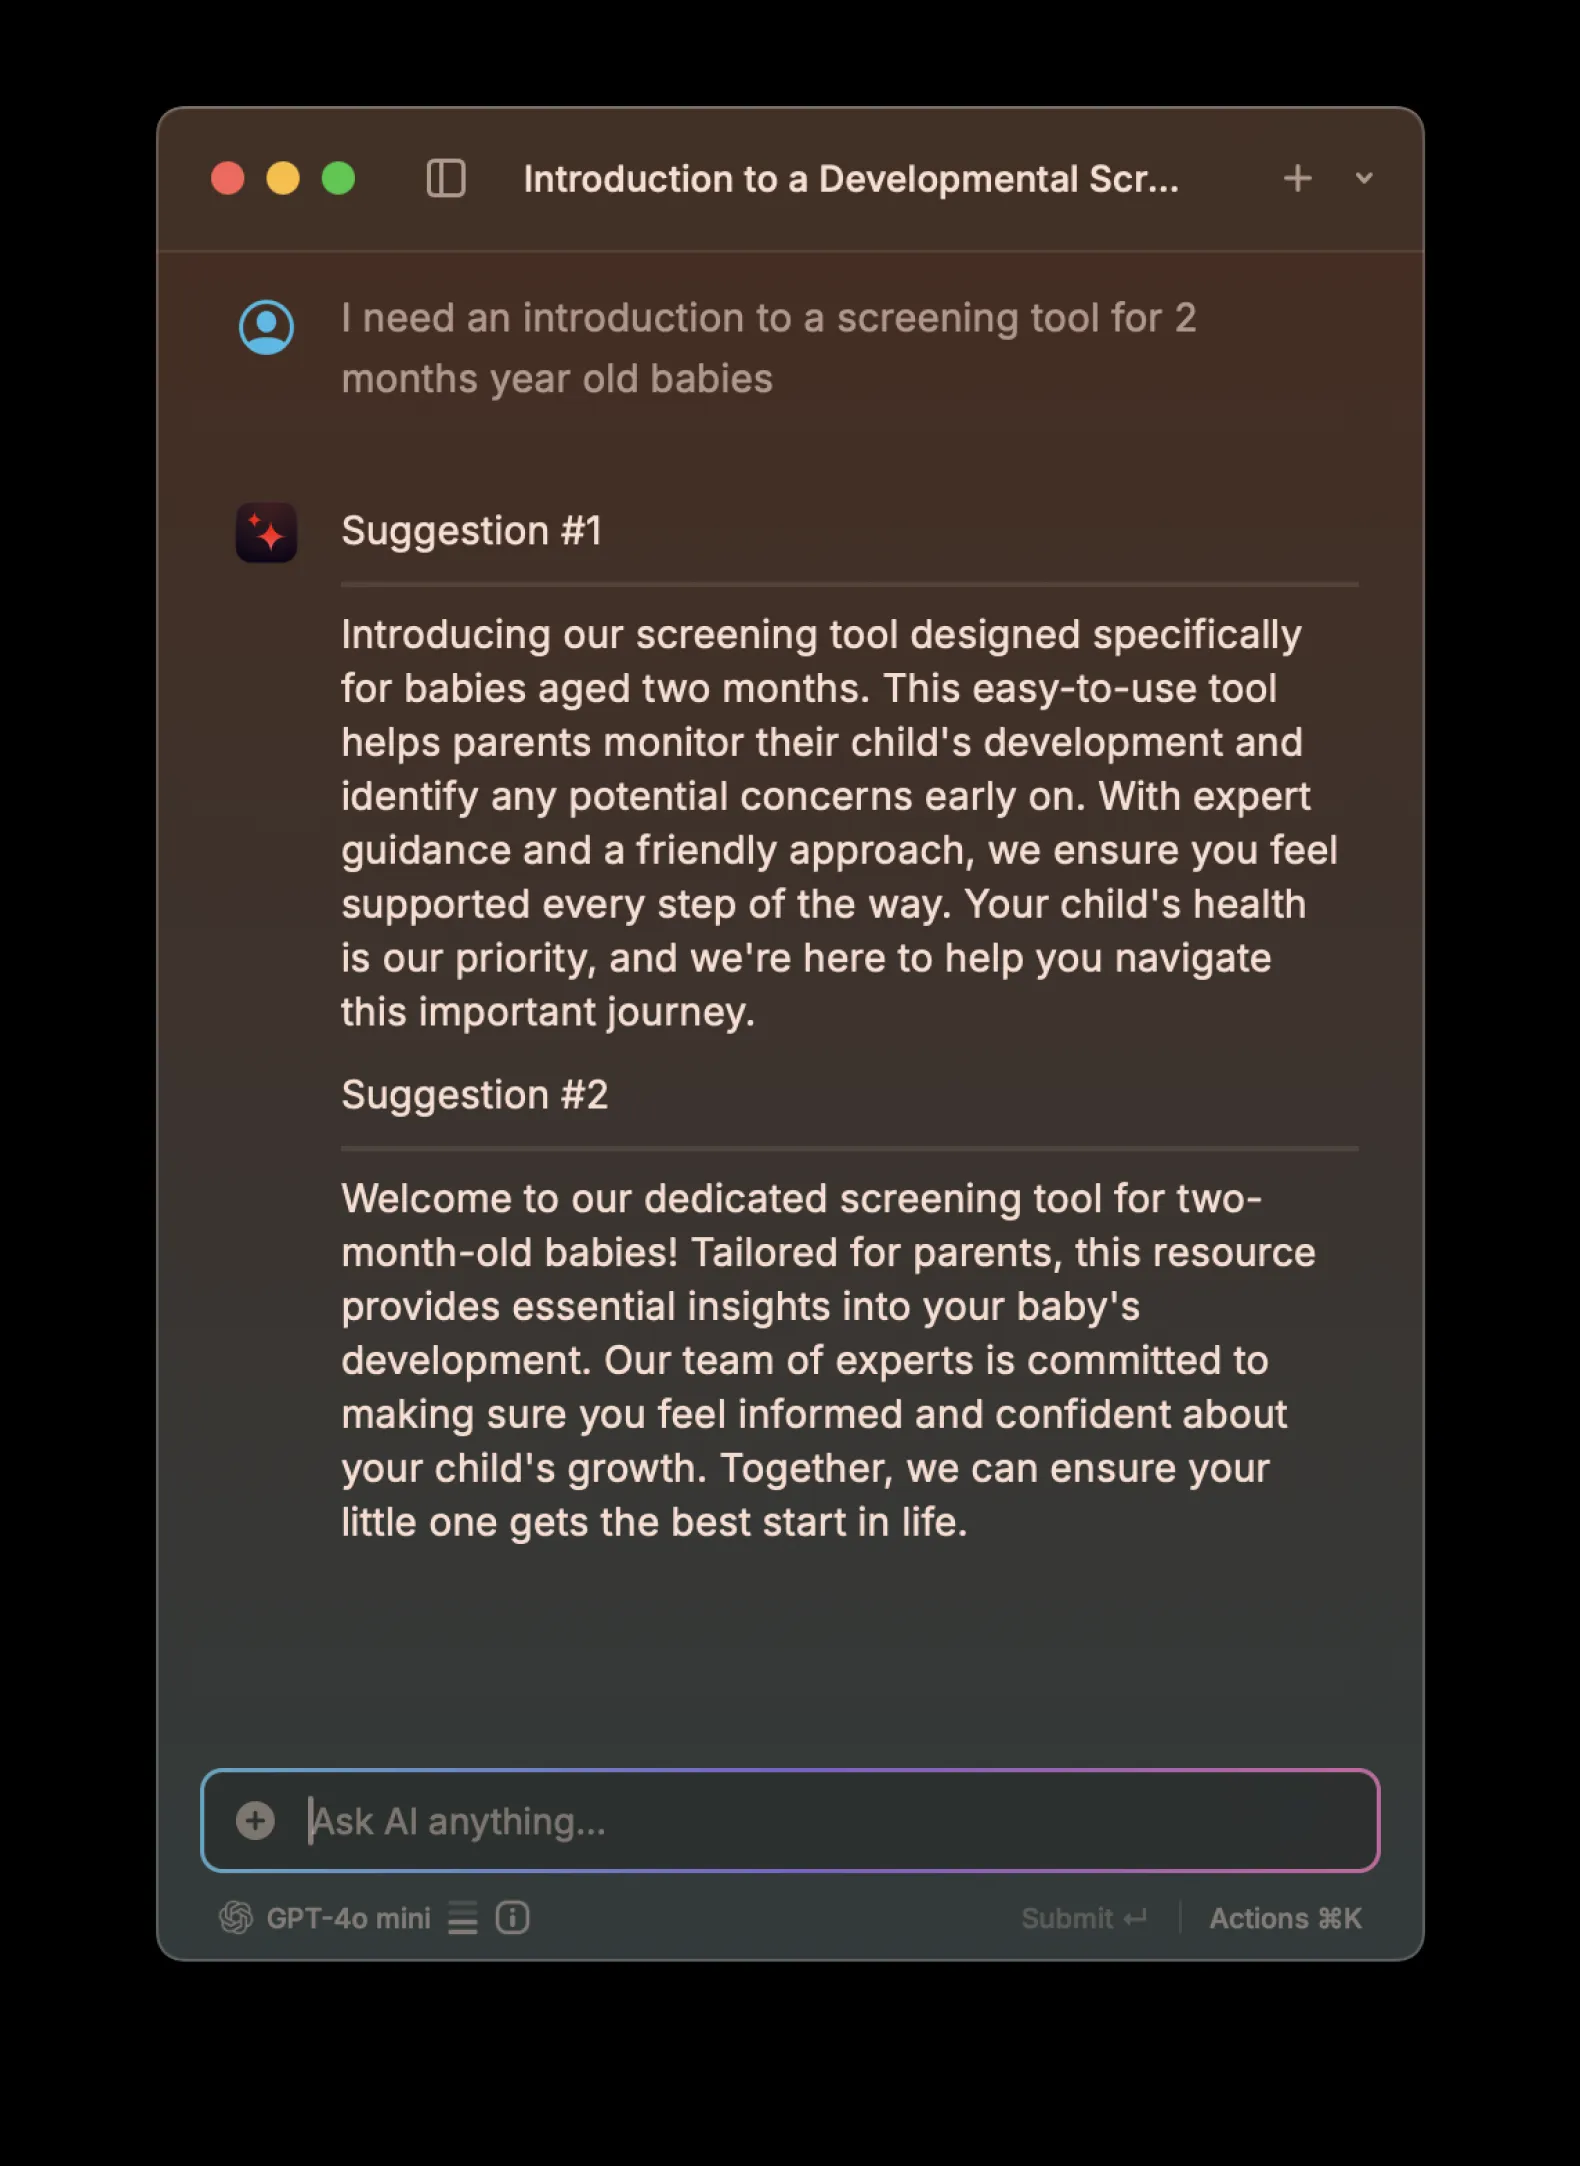 Introduction to a Developmental Scr...
I need an introduction to a screening tool for 2
months year old babies
Suggestion #1
Introducing our screening tool designed specifically
for babies aged two months. This easy-to-use tool
helps parents monitor their child's development and
identify any potential concerns early on. With expert
guidance and a friendly approach, we ensure you feel
supported every step of the way. Your child's health
is our priority, and we're here to help you navigate
this important journey.
Suggestion #2
Welcome to our dedicated screening tool for two-
month-old babies! Tailored for parents, this resource
provides essential insights into your baby's
development. Our team of experts is committed to
making sure you feel informed and confident about
your child's growth. Together, we can ensure your
little one gets the best start in life.
Ask AI anything...
GPT-4o mini
Submit ↵
Actions ⌘K